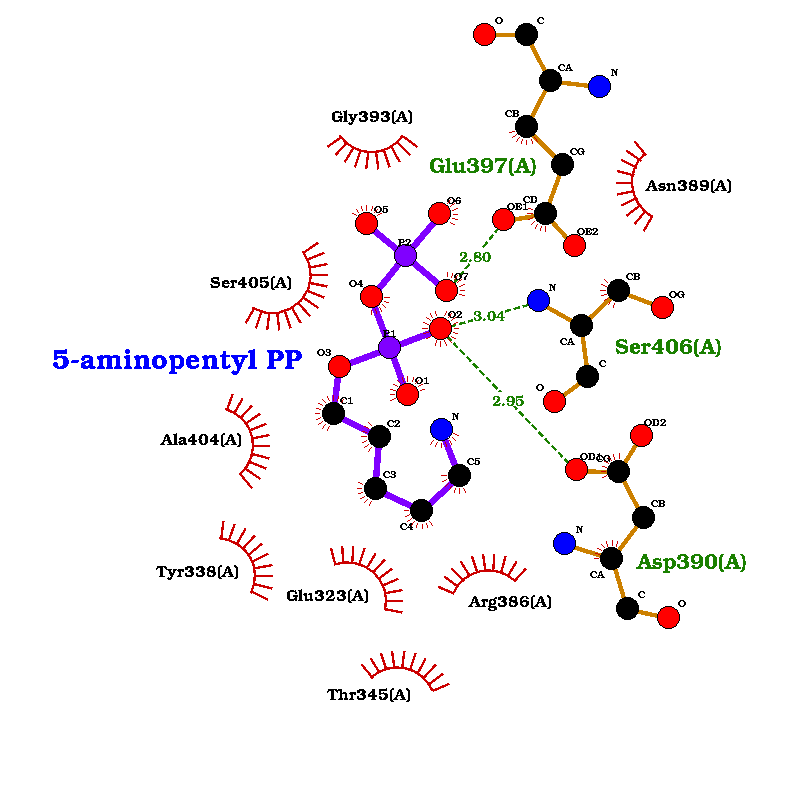 O
C
CA
N
CB
CG
Gly393(A)
Glu397(A)
Asn389(A)
CD
OE1
OE2
O5
O6
P2
2.80
O7
Ser405(A)
O4
N
CB
OG
O2
3.04
P1
CA
Ser406(A)
O3
5-aminopentyl PP
C
O1
O
2.95
C1
N
OD2
C2
Ala404(A)
OD1
CG
C3
C5
CB
C4
N
Tyr338(A)
Asp390(A)
CA
Glu323(A)
Arg386(A)
C
O
Thr345(A)